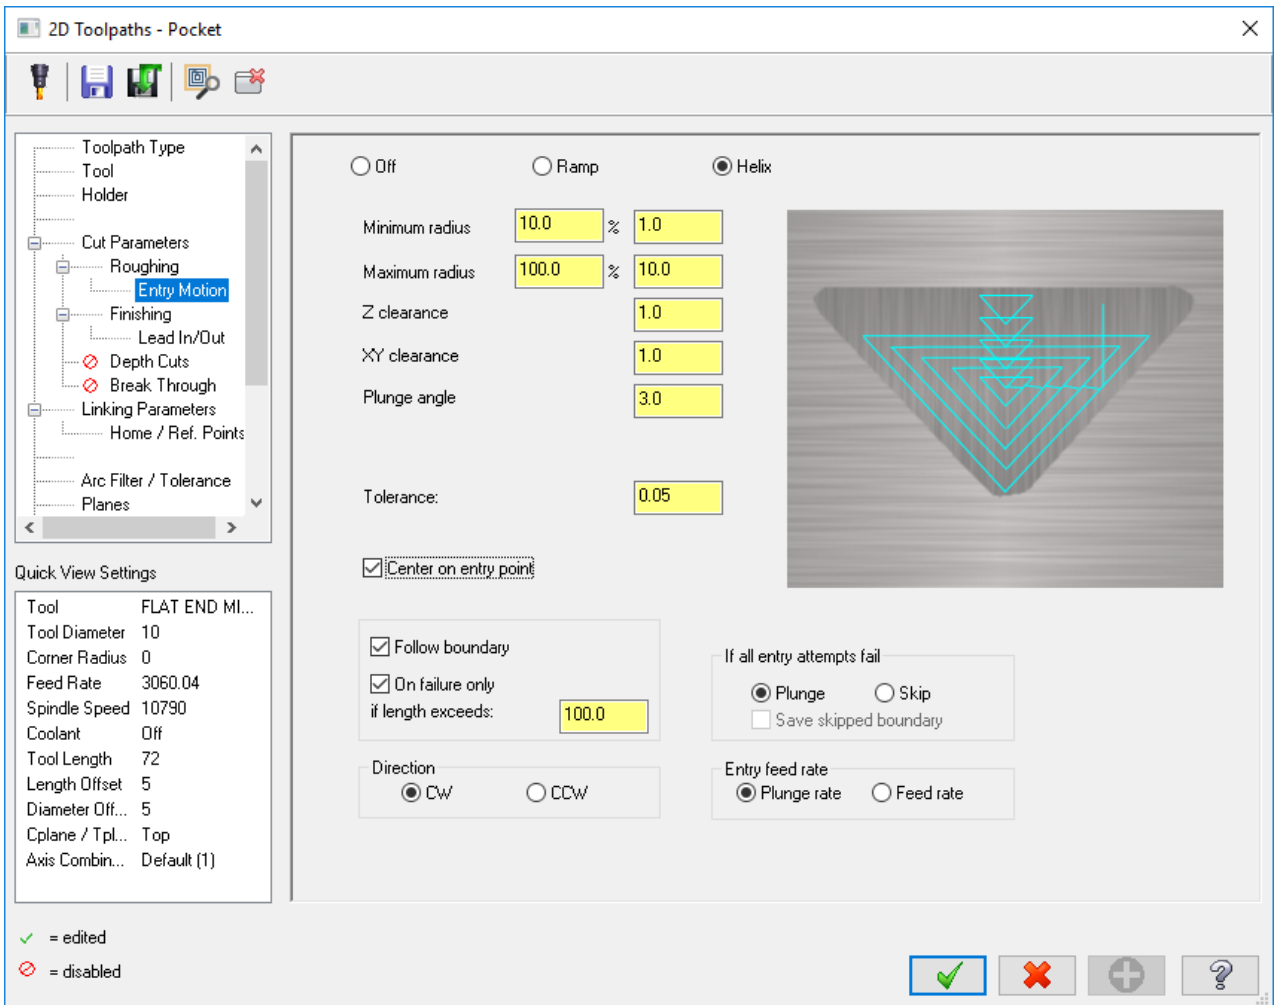 2D Toolpaths - Pocket
Toolpath Type
Tool
Holder
Cut Parameters
Roughing
Entry Motion
Finishing
Lead In/Out
Depth Cuts
Break Through
Linking Parameters
Home / Ref. Points
Arc Filter / Tolerance
Planes
Quick View Settings
Tool FLAT END MI...
Tool Diameter 10
Corner Radius 0
Feed Rate 3060.04
Spindle Speed 10790
Coolant Off
Tool Length 72
Length Offset 5
Diameter Off... 5
Cplane / Tpl... Top
Axis Combin... Default (1)
= edited
= disabled
Off Ramp Helix
Minimum radius 10.0 % 1.0
Maximum radius 100.0 % 10.0
Z clearance 1.0
XY clearance 1.0
Plunge angle 3.0
Tolerance: 0.05
Center on entry point
Follow boundary
On failure only
if length exceeds: 100.0
If all entry attempts fail
Plunge Skip
Save skipped boundary
Direction
CW CCW
Entry feed rate
Plunge rate Feed rate